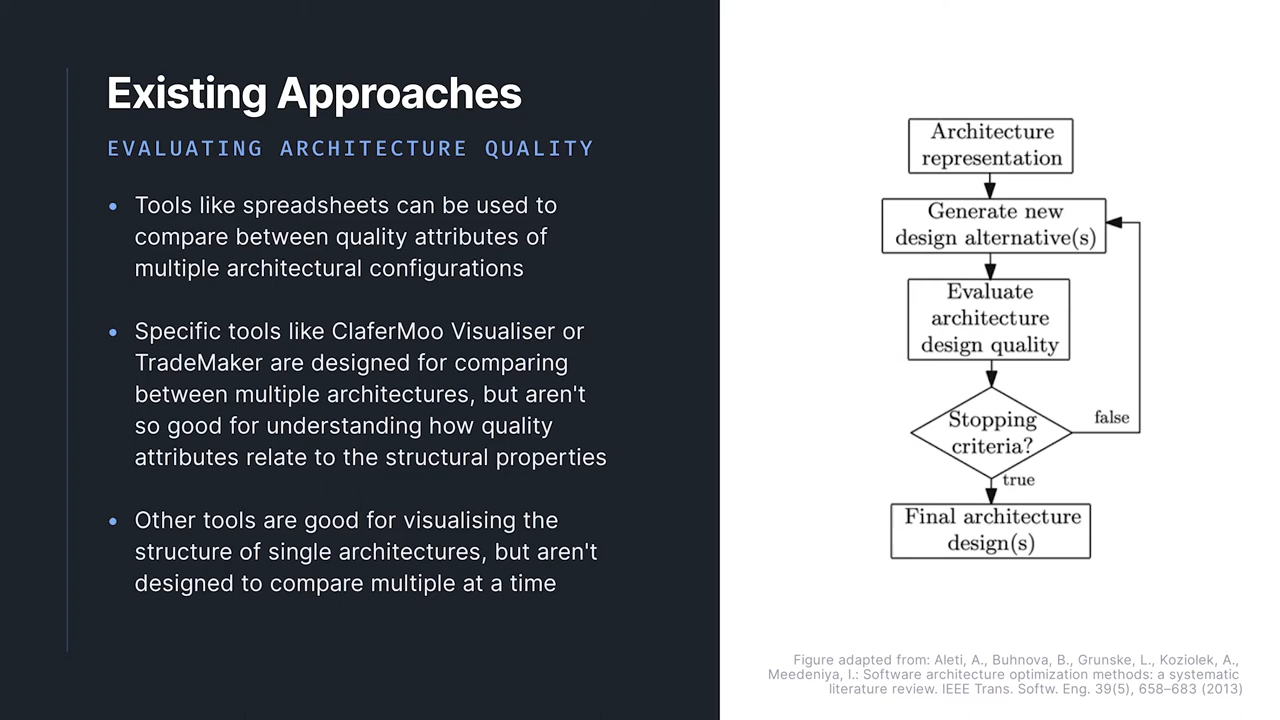 Existing Approaches
EVALUATING ARCHITECTURE QUALITY
• Tools like spreadsheets can be used to
compare between quality attributes of
multiple architectural configurations
• Specific tools like ClaferMoo Visualiser or
TradeMaker are designed for comparing
between multiple architectures, but aren't
so good for understanding how quality
attributes relate to the structural properties
• Other tools are good for visualising the
structure of single architectures, but aren't
designed to compare multiple at a time
Architecture
representation
Generate new
design alternative(s)
Evaluate
architecture
design quality
Stopping
criteria?
false
true
Final architecture
design(s)
Figure adapted from: Aleti, A., Buhnova, B., Grunske, L., Koziolek, A.,
Meedeniya, I.: Software architecture optimization methods: a systematic
literature review. IEEE Trans. Softw. Eng. 39(5), 658–683 (2013)